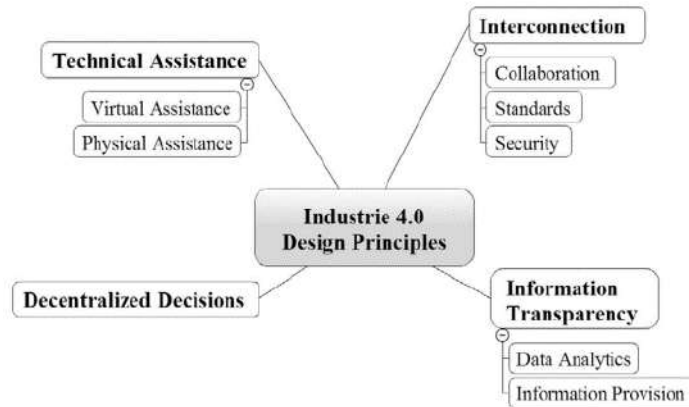 Technical Assistance
Virtual Assistance
Physical Assistance
Interconnection
Collaboration
Standards
Security
Industrie 4.0
Design Principles
Decentralized Decisions
Information
Transparency
Data Analytics
Information Provision